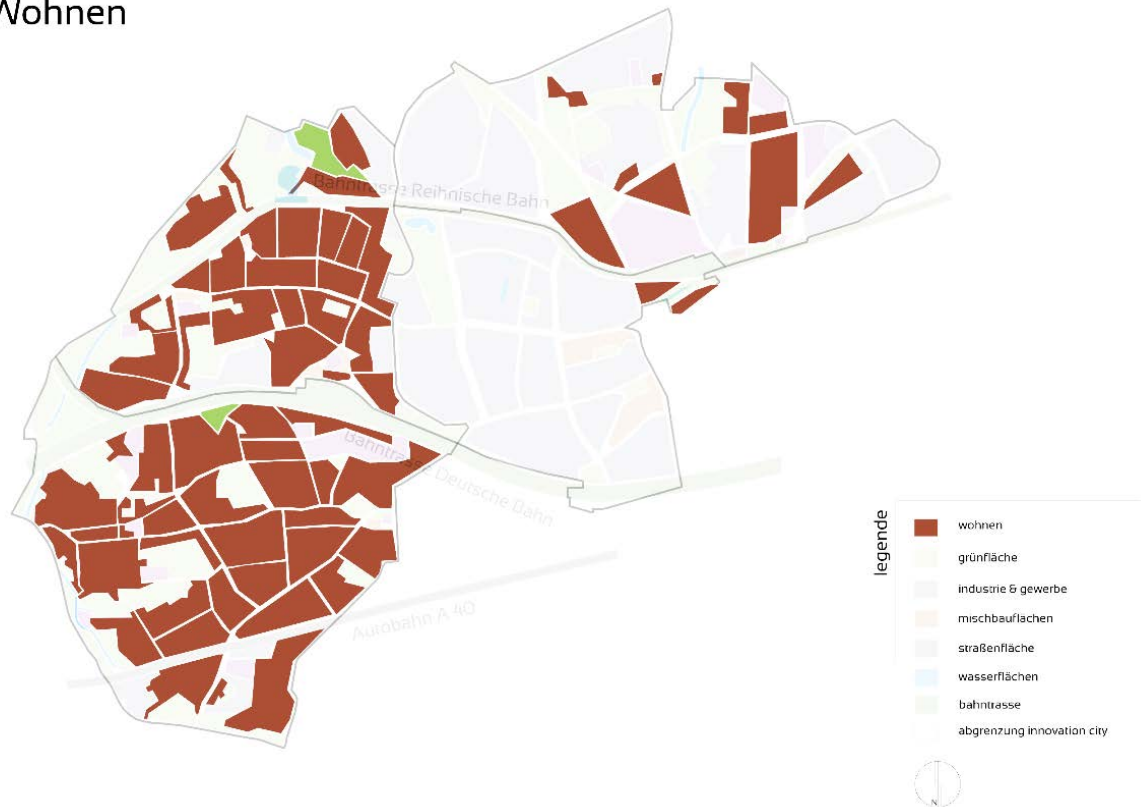 Wohnen
Bahntrasse Reihnische Bahn
Bahntrasse Deutsche Bahn
Autobahn A 40
legende
wohnen
grünfläche
industrie & gewerbe
mischbauflächen
straßenfläche
wasserflächen
bahntrasse
abgrenzung innovation city
N